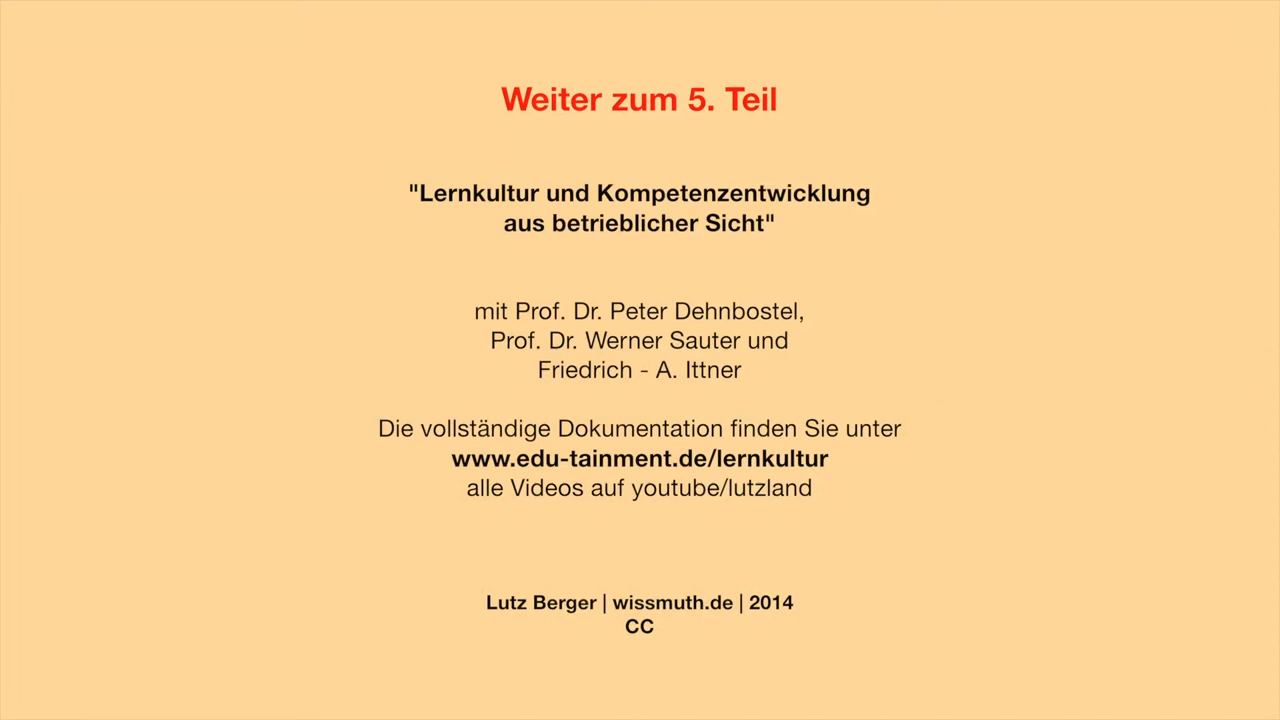 Weiter zum 5. Teil
"Lernkultur und Kompetenzentwicklung
aus betrieblicher Sicht"
mit Prof. Dr. Peter Dehnbostel,
Prof. Dr. Werner Sauter und
Friedrich - A. Ittner
Die vollständige Dokumentation finden Sie unter
www.edu-tainment.de/lernkultur
alle Videos auf youtube/lutzland
Lutz Berger | wissmuth.de | 2014
CC